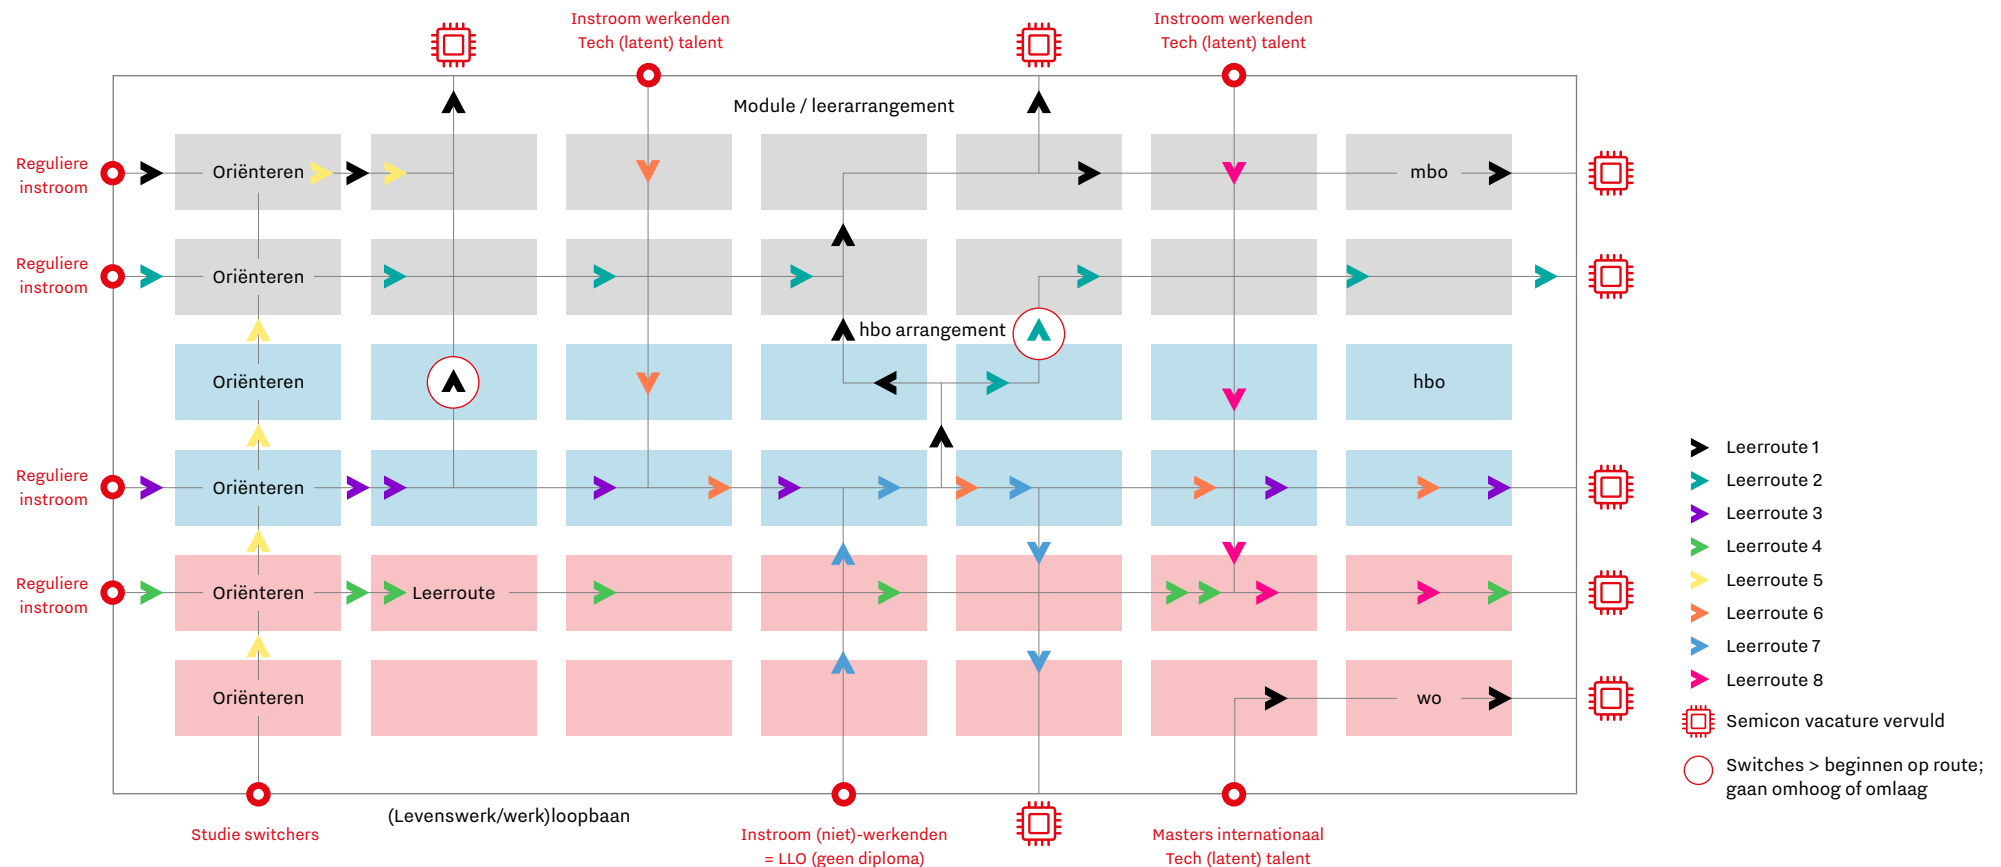 Instroom werkenden
Tech (latent) talent
Instroom werkenden
Tech (latent) talent
Module / leerarrangement
Reguliere
instroom
Oriënteren
mbo
Reguliere
instroom
Oriënteren
hbo arrangement
Oriënteren
hbo
Reguliere
instroom
Oriënteren
Reguliere
instroom
Oriënteren
Leerroute
Oriënteren
wo
(Levenswerk/werk)loopbaan
Studie switchers
Instroom (niet)-werkenden
= LLO (geen diploma)
Masters internationaal
Tech (latent) talent
Leerroute 1
Leerroute 2
Leerroute 3
Leerroute 4
Leerroute 5
Leerroute 6
Leerroute 7
Leerroute 8
Semicon vacature vervuld
Switches > beginnen op route;
gaan omhoog of omlaag